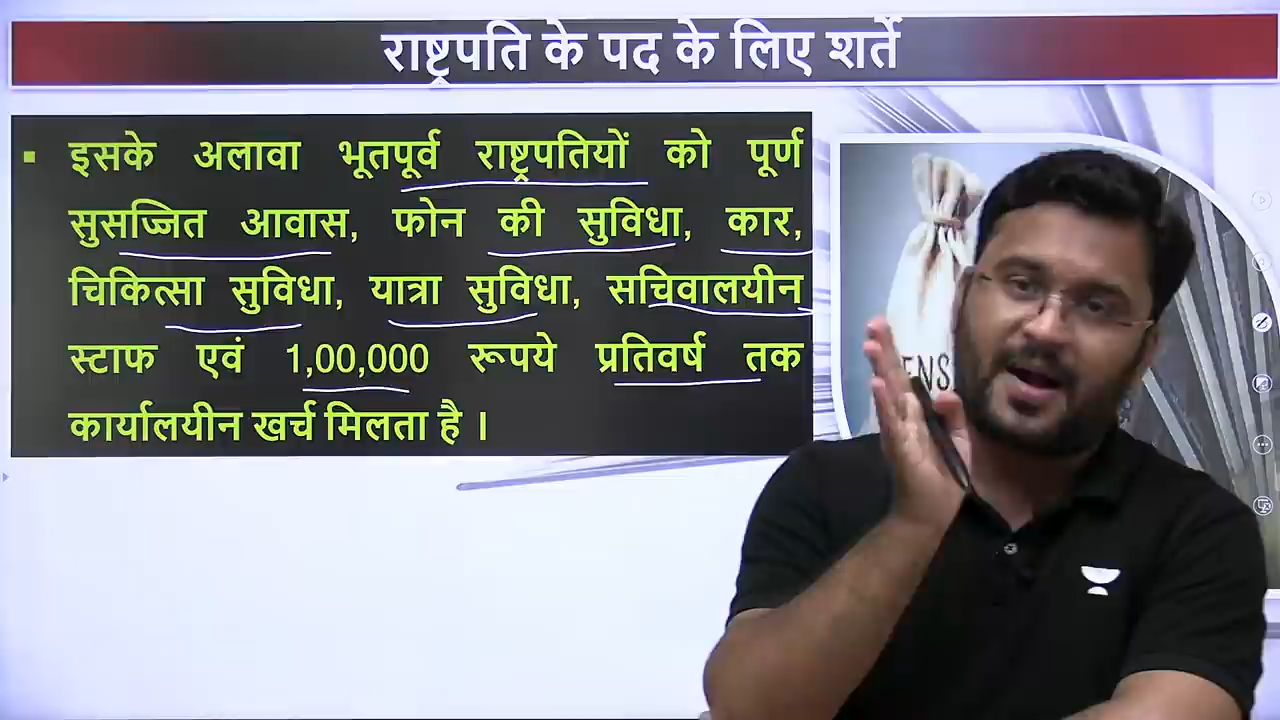 राष्ट्रपति के पद के लिए शर्ते
इसके अलावा भूतपूर्व राष्ट्रपतियों को पूर्ण
सुसज्जित आवास, फोन की सुविधा, कार,
चिकित्सा सुविधा, यात्रा सुविधा, सचिवालयीन
स्टाफ एवं 1,00,000 रूपये प्रतिवर्ष तक
कार्यालयीन खर्च मिलता है ।
ENS